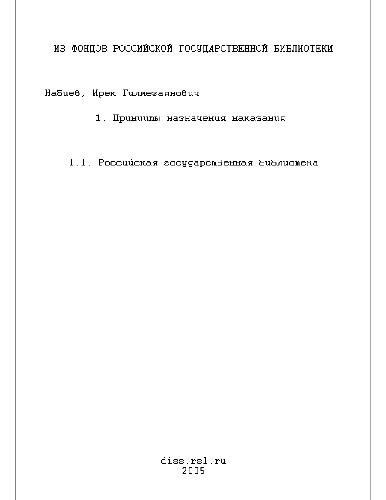 ИЗ ФОНДОВ РОССИЙСКОЙ ГОСУДАРСТВЕННОЙ БИБЛИОТЕКИ
Набиев, Ирек Гилмезаянович
1. Принципы назначения наказания
1.1. Российская государственная библиотека
diss.rsl.ru
2005